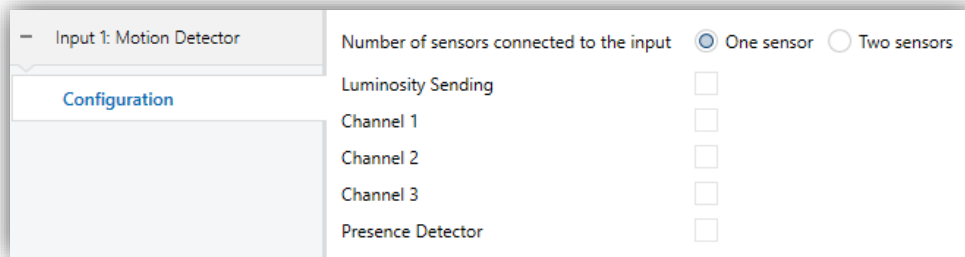 Input 1: Motion Detector
Configuration
Number of sensors connected to the input One sensor Two sensors
Luminosity Sending
Channel 1
Channel 2
Channel 3
Presence Detector